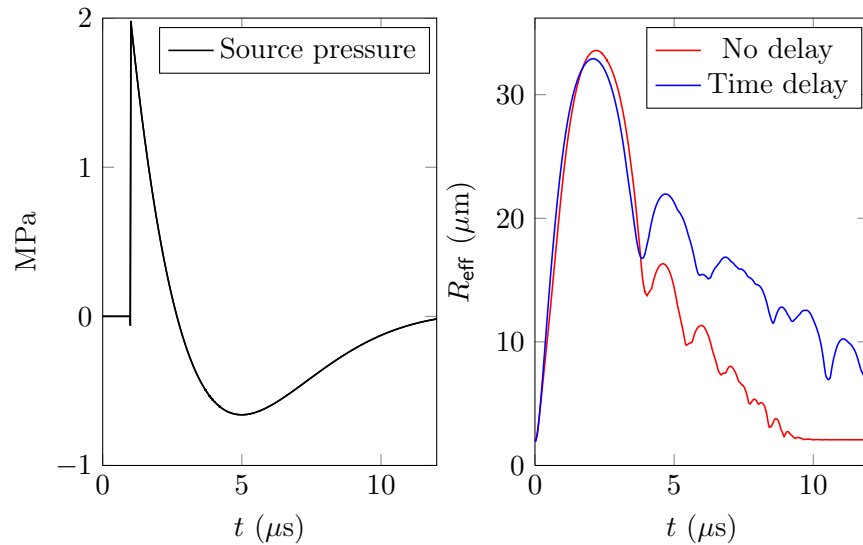 2
1
0
−1
MPa
0
5
10
t (μs)
Source pressure
30
20
10
0
R_eff (μm)
0
5
10
t (μs)
No delay
Time delay